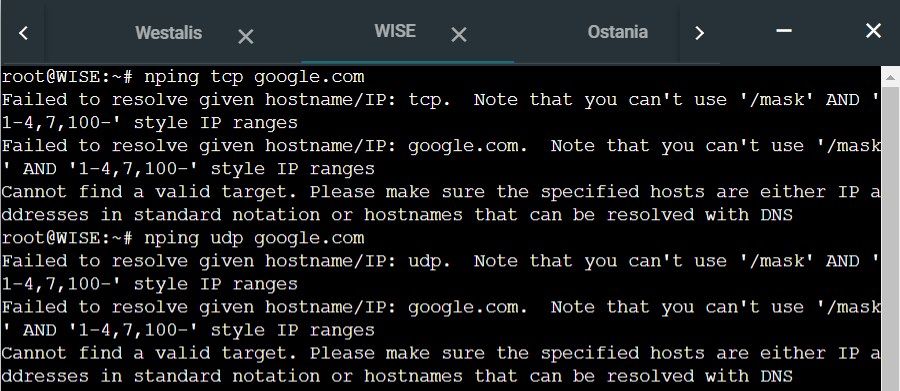 Westalis
WISE
Ostania
root@WISE:~# nping tcp google.com
Failed to resolve given hostname/IP: tcp.  Note that you can't use '/mask' AND '
1-4,7,100-' style IP ranges
Failed to resolve given hostname/IP: google.com.  Note that you can't use '/mask
' AND '1-4,7,100-' style IP ranges
Cannot find a valid target. Please make sure the specified hosts are either IP a
ddresses in standard notation or hostnames that can be resolved with DNS
root@WISE:~# nping udp google.com
Failed to resolve given hostname/IP: udp.  Note that you can't use '/mask' AND '
1-4,7,100-' style IP ranges
Failed to resolve given hostname/IP: google.com.  Note that you can't use '/mask
' AND '1-4,7,100-' style IP ranges
Cannot find a valid target. Please make sure the specified hosts are either IP a
ddresses in standard notation or hostnames that can be resolved with DNS